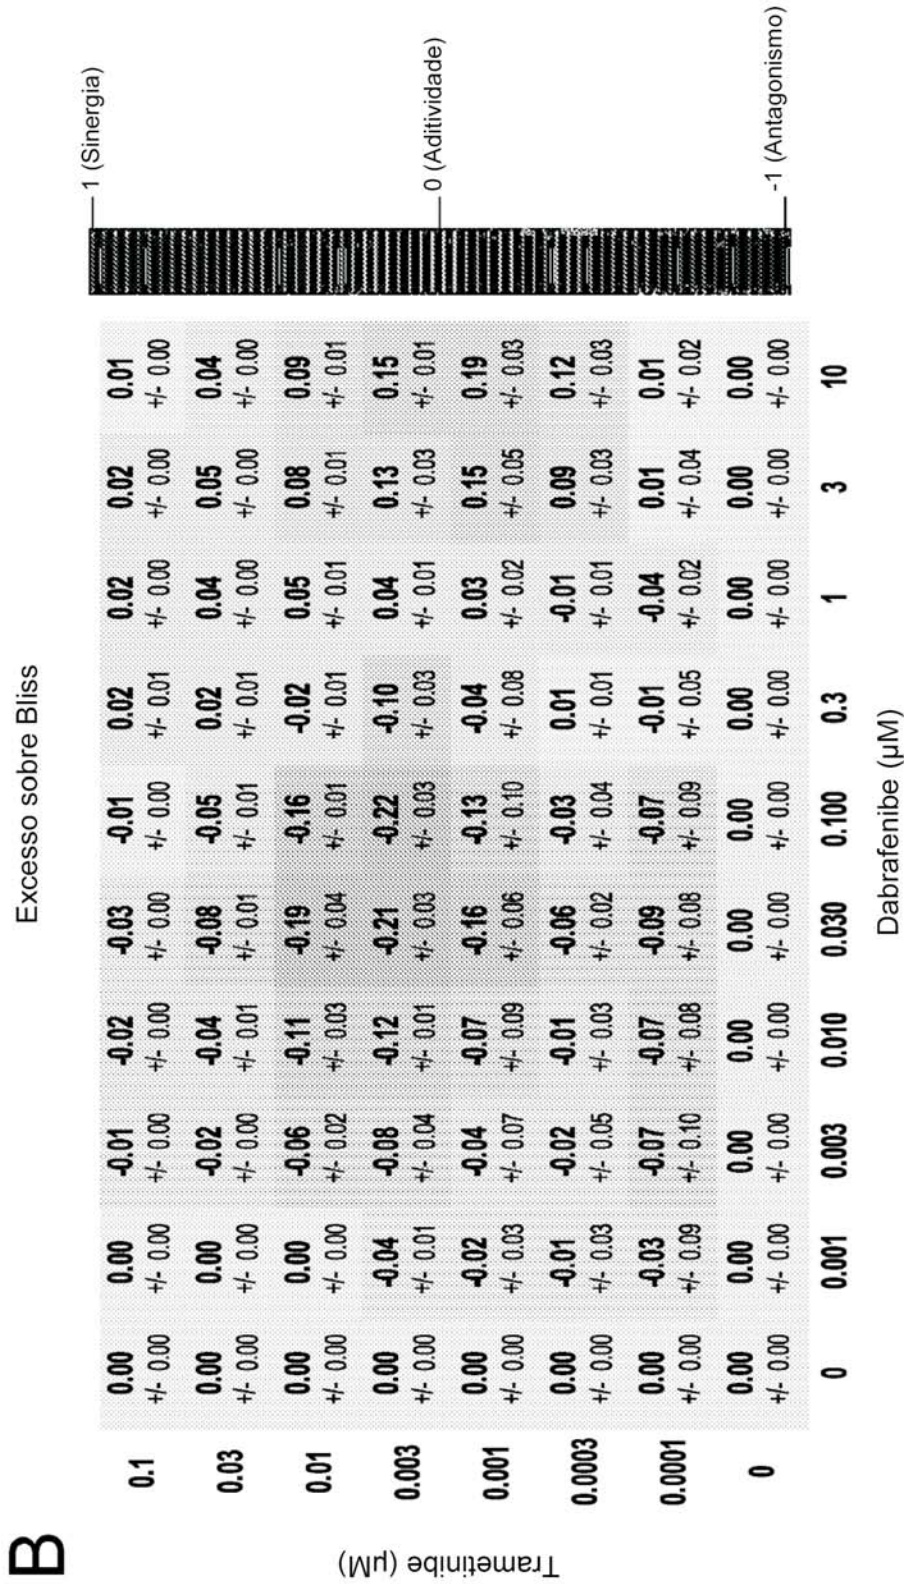 B
Excesso sobre Bliss
Trametinibe (µM)
0.1 0.00 0.00 -0.01 -0.02 -0.03 -0.01 0.02 0.02 0.02 0.01
+/- 0.00 +/- 0.00 +/- 0.00 +/- 0.00 +/- 0.00 +/- 0.00 +/- 0.01 +/- 0.00 +/- 0.00 +/- 0.00
0.03 0.00 0.00 -0.02 -0.04 -0.08 -0.05 0.02 0.04 0.05 0.04
+/- 0.00 +/- 0.00 +/- 0.00 +/- 0.01 +/- 0.01 +/- 0.01 +/- 0.01 +/- 0.00 +/- 0.00 +/- 0.00
0.01 0.00 0.00 -0.06 -0.11 -0.19 -0.16 -0.02 0.05 0.08 0.09
+/- 0.00 +/- 0.00 +/- 0.02 +/- 0.03 +/- 0.04 +/- 0.01 +/- 0.01 +/- 0.01 +/- 0.01 +/- 0.01
0.003 0.00 -0.04 -0.08 -0.12 -0.21 -0.22 -0.10 0.04 0.13 0.15
+/- 0.00 +/- 0.01 +/- 0.04 +/- 0.01 +/- 0.03 +/- 0.03 +/- 0.03 +/- 0.01 +/- 0.03 +/- 0.01
0.001 0.00 -0.02 -0.04 -0.07 -0.16 -0.13 -0.04 0.03 0.15 0.19
+/- 0.00 +/- 0.03 +/- 0.07 +/- 0.09 +/- 0.06 +/- 0.10 +/- 0.08 +/- 0.02 +/- 0.05 +/- 0.03
0.0003 0.00 -0.01 -0.02 -0.01 -0.06 -0.03 0.01 -0.01 0.09 0.12
+/- 0.00 +/- 0.03 +/- 0.05 +/- 0.03 +/- 0.02 +/- 0.04 +/- 0.01 +/- 0.01 +/- 0.03 +/- 0.03
0.0001 0.00 -0.03 -0.07 -0.07 -0.09 -0.07 -0.01 -0.04 0.01 0.01
+/- 0.00 +/- 0.09 +/- 0.10 +/- 0.08 +/- 0.08 +/- 0.09 +/- 0.05 +/- 0.02 +/- 0.04 +/- 0.02
0 0.00 0.00 0.00 0.00 0.00 0.00 0.00 0.00 0.00 0.00
+/- 0.00 +/- 0.00 +/- 0.00 +/- 0.00 +/- 0.00 +/- 0.00 +/- 0.00 +/- 0.00 +/- 0.00 +/- 0.00
0 0.001 0.003 0.010 0.030 0.100 0.3 1 3 10
Dabrafenibe (µM)
1 (Sinergia)
0 (Aditividade)
-1 (Antagonismo)